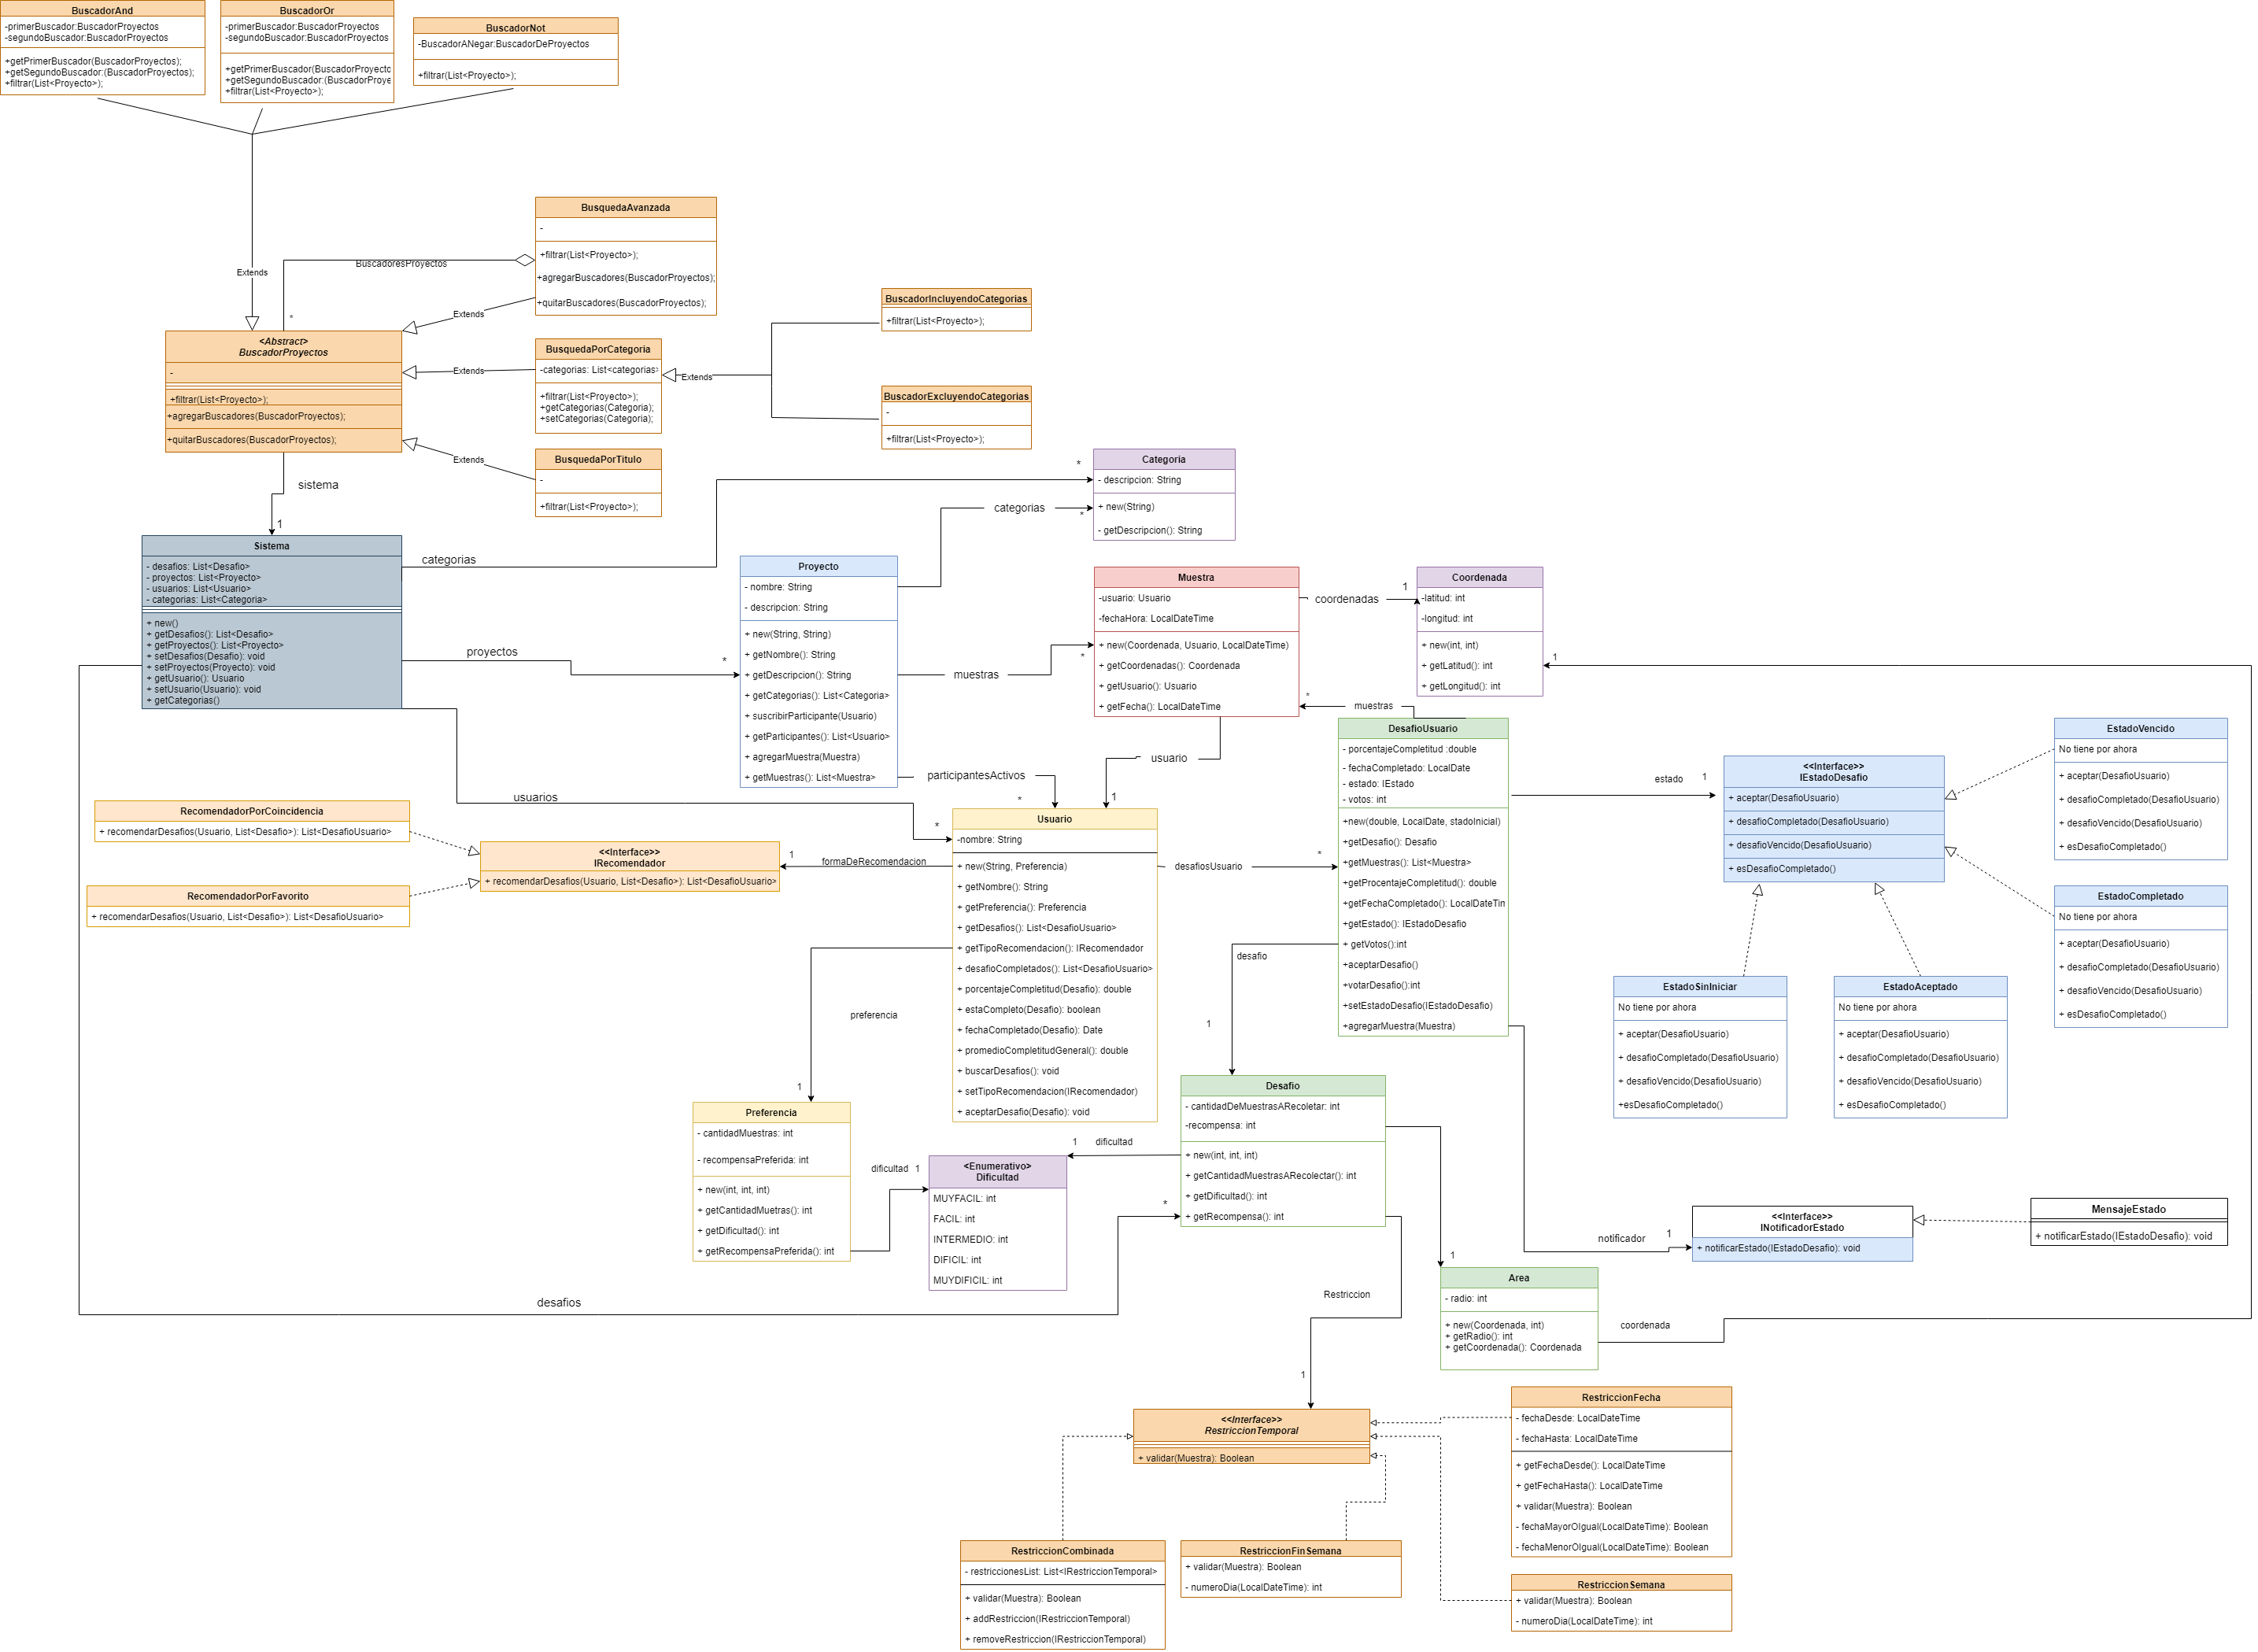 BuscadorAnd
-primerBuscador:BuscadorProyectos
-segundoBuscador:BuscadorProyectos
+getPrimerBuscador(BuscadorProyectos);
+getSegundoBuscador:(BuscadorProyectos);
+filtrar(List<Proyecto>);
BuscadorOr
-primerBuscador:BuscadorProyectos
-segundoBuscador:BuscadorProyectos
+getPrimerBuscador(BuscadorProyecto
+getSegundoBuscador:(BuscadorProye
+filtrar(List<Proyecto>);
BuscadorNot
-BuscadorANegar:BuscadorDeProyectos
+filtrar(List<Proyecto>);
Extends
BusquedaAvanzada
-
+filtrar(List<Proyecto>);
+agregarBuscadores(BuscadorProyectos);
+quitarBuscadores(BuscadorProyectos);
BuscadoresProyectos
*
Extends
<Abstract>
BuscadorProyectos
-
+filtrar(List<Proyecto>);
+agregarBuscadores(BuscadorProyectos);
+quitarBuscadores(BuscadorProyectos);
Extends
BusquedaPorCategoria
-categorias: List<categorias>
+filtrar(List<Proyecto>);
+getCategorias(Categoria);
+setCategorias(Categoria);
Extends
BuscadorIncluyendoCategorias
+filtrar(List<Proyecto>);
BuscadorExcluyendoCategorias
-
+filtrar(List<Proyecto>);
Extends
BusquedaPorTitulo
-
+filtrar(List<Proyecto>);
sistema
1
Sistema
- desafios: List<Desafio>
- proyectos: List<Proyecto>
- usuarios: List<Usuario>
- categorias: List<Categoria>
+ new()
+ getDesafios(): List<Desafio>
+ getProyectos(): List<Proyecto>
+ setDesafios(Desafio): void
+ setProyectos(Proyecto): void
+ getUsuario(): Usuario
+ setUsuario(Usuario): void
+ getCategorias()
categorias
*
Categoria
- descripcion: String
+ new(String)
- getDescripcion(): String
categorias
*
proyectos
*
Proyecto
- nombre: String
- descripcion: String
+ new(String, String)
+ getNombre(): String
+ getDescripcion(): String
+ getCategorias(): List<Categoria>
+ suscribirParticipante(Usuario)
+ getParticipantes(): List<Usuario>
+ agregarMuestra(Muestra)
+ getMuestras(): List<Muestra>
muestras
*
Muestra
-usuario: Usuario
-fechaHora: LocalDateTime
+ new(Coordenada, Usuario, LocalDateTime)
+ getCoordenadas(): Coordenada
+ getUsuario(): Usuario
+ getFecha(): LocalDateTime
coordenadas
1
Coordenada
-latitud: int
-longitud: int
+ new(int, int)
+ getLatitud(): int
+ getLongitud(): int
1
* muestras
usuario
1
participantesActivos
*
usuarios
*
DesafioUsuario
- porcentajeCompletitud :double
- fechaCompletado: LocalDate
- estado: IEstado
- votos: int
+new(double, LocalDate, stadoInicial)
+getDesafio(): Desafio
+getMuestras(): List<Muestra>
+getProcentajeCompletitud(): double
+getFechaCompletado(): LocalDateTim
+getEstado(): IEstadoDesafio
+ getVotos():int
+aceptarDesafio()
+votarDesafio():int
+setEstadoDesafio(IEstadoDesafio)
+agregarMuestra(Muestra)
estado 1
<<Interface>>
IEstadoDesafio
+ aceptar(DesafioUsuario)
+ desafioCompletado(DesafioUsuario)
+ desafioVencido(DesafioUsuario)
+ esDesafioCompletado()
EstadoVencido
No tiene por ahora
+ aceptar(DesafioUsuario)
+ desafioCompletado(DesafioUsuario)
+ desafioVencido(DesafioUsuario)
+ esDesafioCompletado()
EstadoCompletado
No tiene por ahora
+ aceptar(DesafioUsuario)
+ desafioCompletado(DesafioUsuario)
+ desafioVencido(DesafioUsuario)
+ esDesafioCompletado()
EstadoSinIniciar
No tiene por ahora
+ aceptar(DesafioUsuario)
+ desafioCompletado(DesafioUsuario)
+ desafioVencido(DesafioUsuario)
+esDesafioCompletado()
EstadoAceptado
No tiene por ahora
+ aceptar(DesafioUsuario)
+ desafioCompletado(DesafioUsuario)
+ desafioVencido(DesafioUsuario)
+ esDesafioCompletado()
RecomendadorPorCoincidencia
+ recomendarDesafios(Usuario, List<Desafio>): List<DesafioUsuario>
RecomendadorPorFavorito
+ recomendarDesafios(Usuario, List<Desafio>): List<DesafioUsuario>
<<Interface>>
IRecomendador
+ recomendarDesafios(Usuario, List<Desafio>): List<DesafioUsuario>
1
formaDeRecomendacion
Usuario
-nombre: String
+ new(String, Preferencia)
+ getNombre(): String
+ getPreferencia(): Preferencia
+ getDesafios(): List<DesafioUsuario>
+ getTipoRecomendacion(): IRecomendador
+ desafioCompletados(): List<DesafioUsuario>
+ porcentajeCompletitud(Desafio): double
+ estaCompleto(Desafio): boolean
+ fechaCompletado(Desafio): Date
+ promedioCompletitudGeneral(): double
+ buscarDesafios(): void
+ setTipoRecomendacion(IRecomendador)
+ aceptarDesafio(Desafio): void
desafiosUsuario
*
desafio
1
preferencia
1
Preferencia
- cantidadMuestras: int
- recompensaPreferida: int
+ new(int, int, int)
+ getCantidadMuetras(): int
+ getDificultad(): int
+ getRecompensaPreferida(): int
dificultad 1
<Enumerativo>
Dificultad
MUYFACIL: int
FACIL: int
INTERMEDIO: int
DIFICIL: int
MUYDIFICIL: int
1 dificultad
Desafio
- cantidadDeMuestrasARecoletar: int
-recompensa: int
+ new(int, int, int)
+ getCantidadMuestrasARecolectar(): int
+ getDificultad(): int
+ getRecompensa(): int
*
desafios
notificador
1
<<Interface>>
INotificadorEstado
+ notificarEstado(IEstadoDesafio): void
MensajeEstado
+ notificarEstado(IEstadoDesafio): void
1
Area
- radio: int
+ new(Coordenada, int)
+ getRadio(): int
+ getCoordenada(): Coordenada
coordenada
Restriccion
1
<<Interface>>
RestriccionTemporal
+ validar(Muestra): Boolean
RestriccionFecha
- fechaDesde: LocalDateTime
- fechaHasta: LocalDateTime
+ getFechaDesde(): LocalDateTime
+ getFechaHasta(): LocalDateTime
+ validar(Muestra): Boolean
- fechaMayorOIgual(LocalDateTime): Boolean
- fechaMenorOIgual(LocalDateTime): Boolean
RestriccionCombinada
- restriccionesList: List<IRestriccionTemporal>
+ validar(Muestra): Boolean
+ addRestriccion(IRestriccionTemporal)
+ removeRestriccion(IRestriccionTemporal)
RestriccionFinSemana
+ validar(Muestra): Boolean
- numeroDia(LocalDateTime): int
RestriccionSemana
+ validar(Muestra): Boolean
- numeroDia(LocalDateTime): int